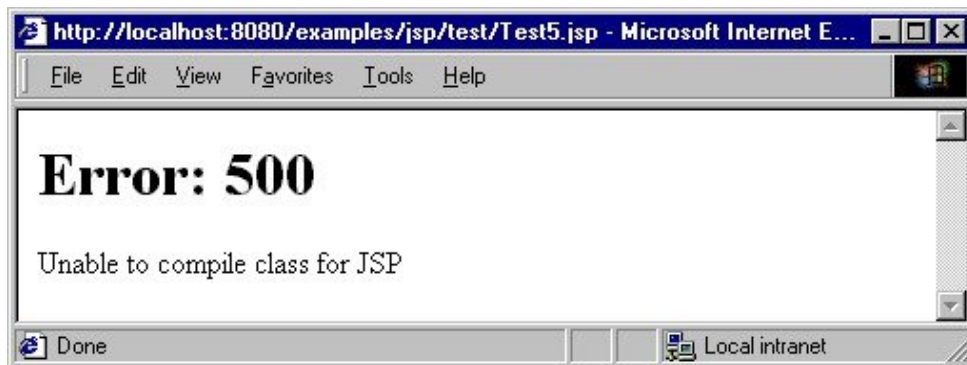 http://localhost:8080/examples/jsp/test/Test5.jsp - Microsoft Internet E...
File Edit View Favorites Tools Help
Error: 500
Unable to compile class for JSP
Done Local intranet